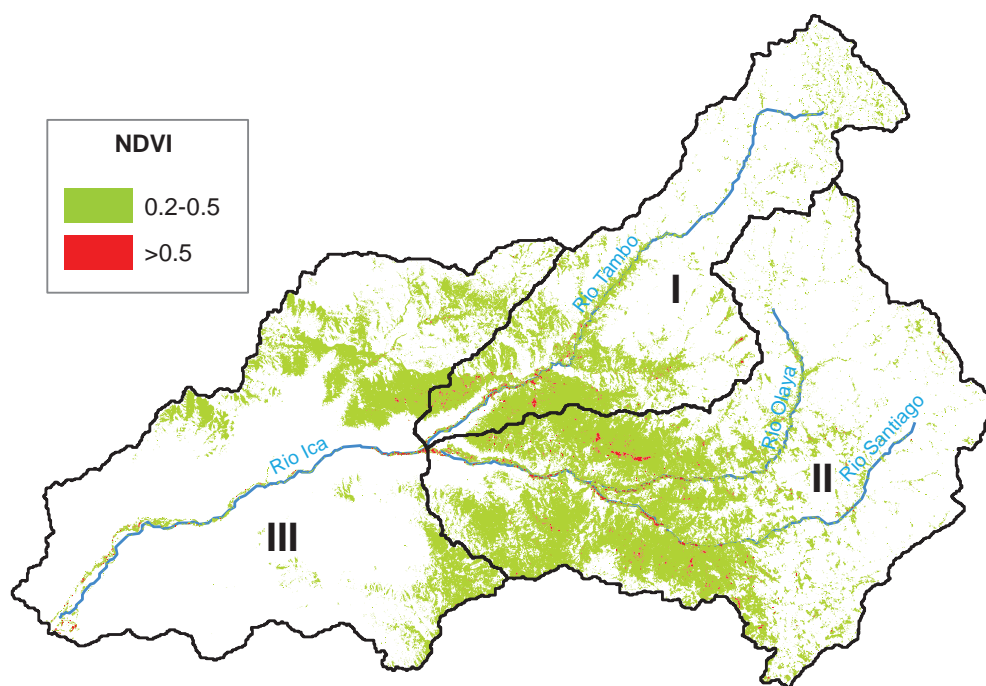 NDVI
0.2-0.5
>0.5
Rio Tambo
I
Rio Olaya
Rio Santiago
II
Rio Ica
III